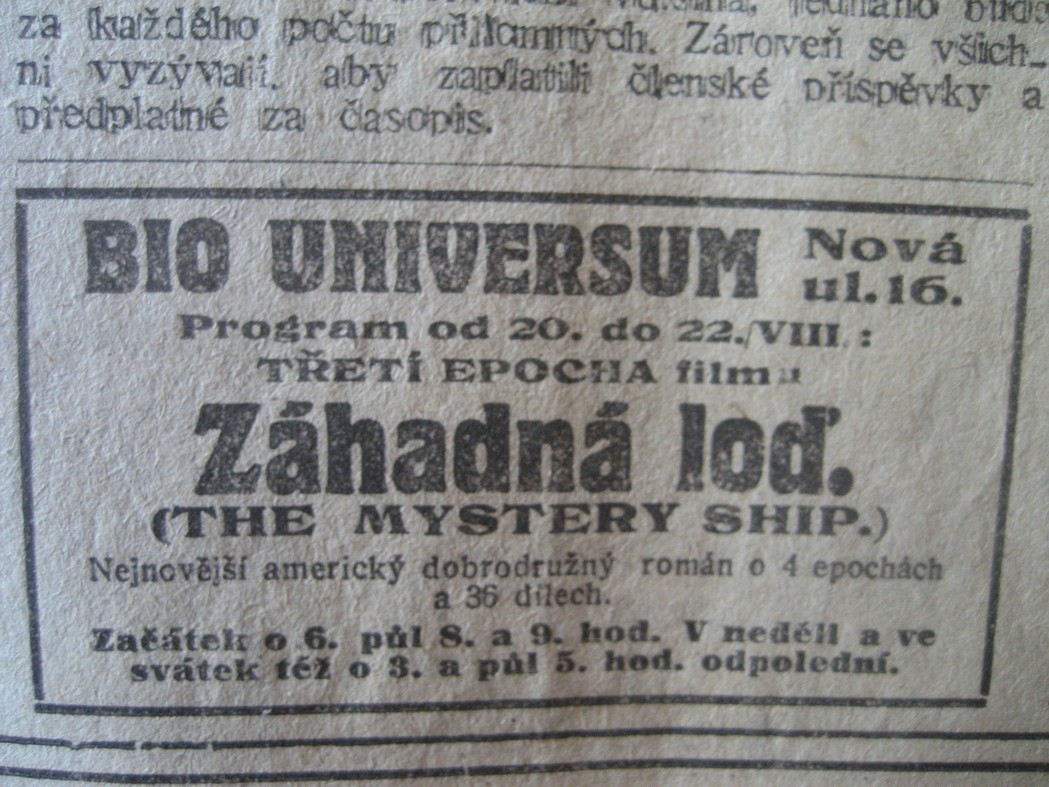 za každého počtu přítomných. Zároveň se všich-
ni vyzývají, aby zaplatili členské příspěvky a
předplatné za časopis.
BIO UNIVERSUM Nová
ul. 16.
Program od 20. do 22./VIII. :
TŘETÍ EPOCHA filmu
Záhadná loď.
(THE MYSTERY SHIP.)
Nejnovější americký dobrodružný román o 4 epochách
a 36 dílech.
Začátek o 6. půl 8. a 9. hod. V neděli a ve
svátek též o 3. a půl 5. hod. odpolední.